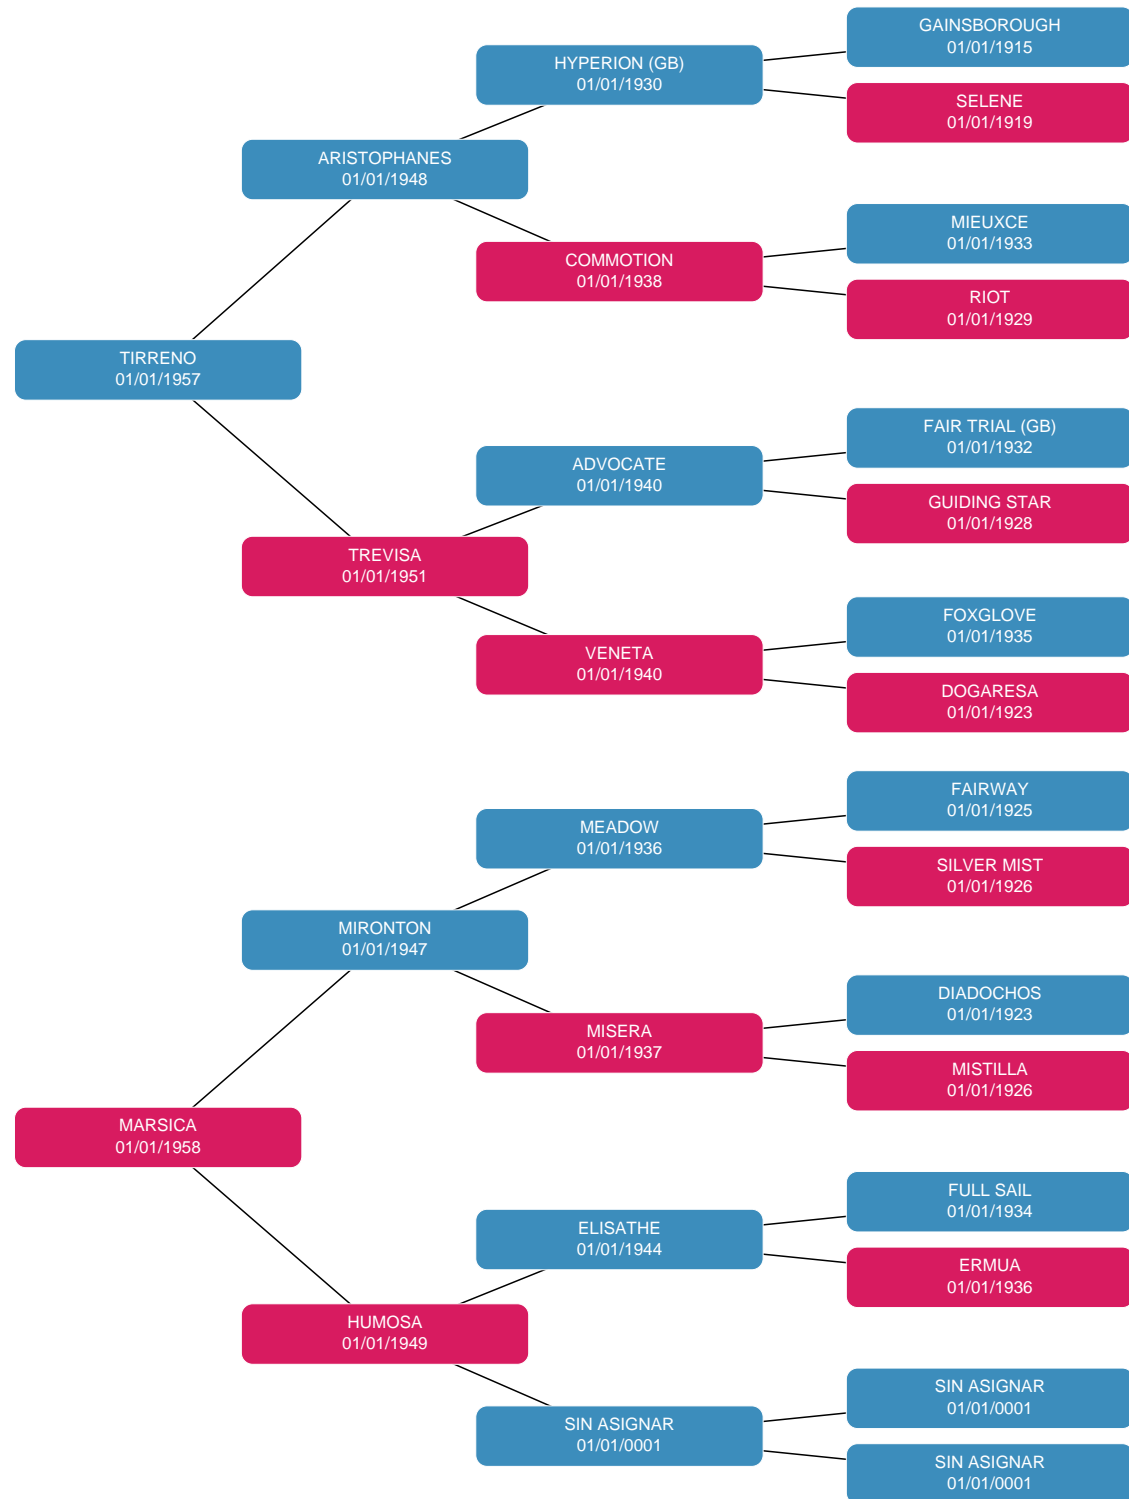 GAINSBOROUGH
01/01/1915
HYPERION (GB)
01/01/1930
SELENE
01/01/1919
ARISTOPHANES
01/01/1948
MIEUXCE
01/01/1933
COMMOTION
01/01/1938
RIOT
01/01/1929
TIRRENO
01/01/1957
FAIR TRIAL (GB)
01/01/1932
ADVOCATE
01/01/1940
GUIDING STAR
01/01/1928
TREVISA
01/01/1951
FOXGLOVE
01/01/1935
VENETA
01/01/1940
DOGARESA
01/01/1923
FAIRWAY
01/01/1925
MEADOW
01/01/1936
SILVER MIST
01/01/1926
MIRONTON
01/01/1947
DIADOCHOS
01/01/1923
MISERA
01/01/1937
MISTILLA
01/01/1926
MARSICA
01/01/1958
FULL SAIL
01/01/1934
ELISATHE
01/01/1944
ERMUA
01/01/1936
HUMOSA
01/01/1949
SIN ASIGNAR
01/01/0001
SIN ASIGNAR
01/01/0001
SIN ASIGNAR
01/01/0001